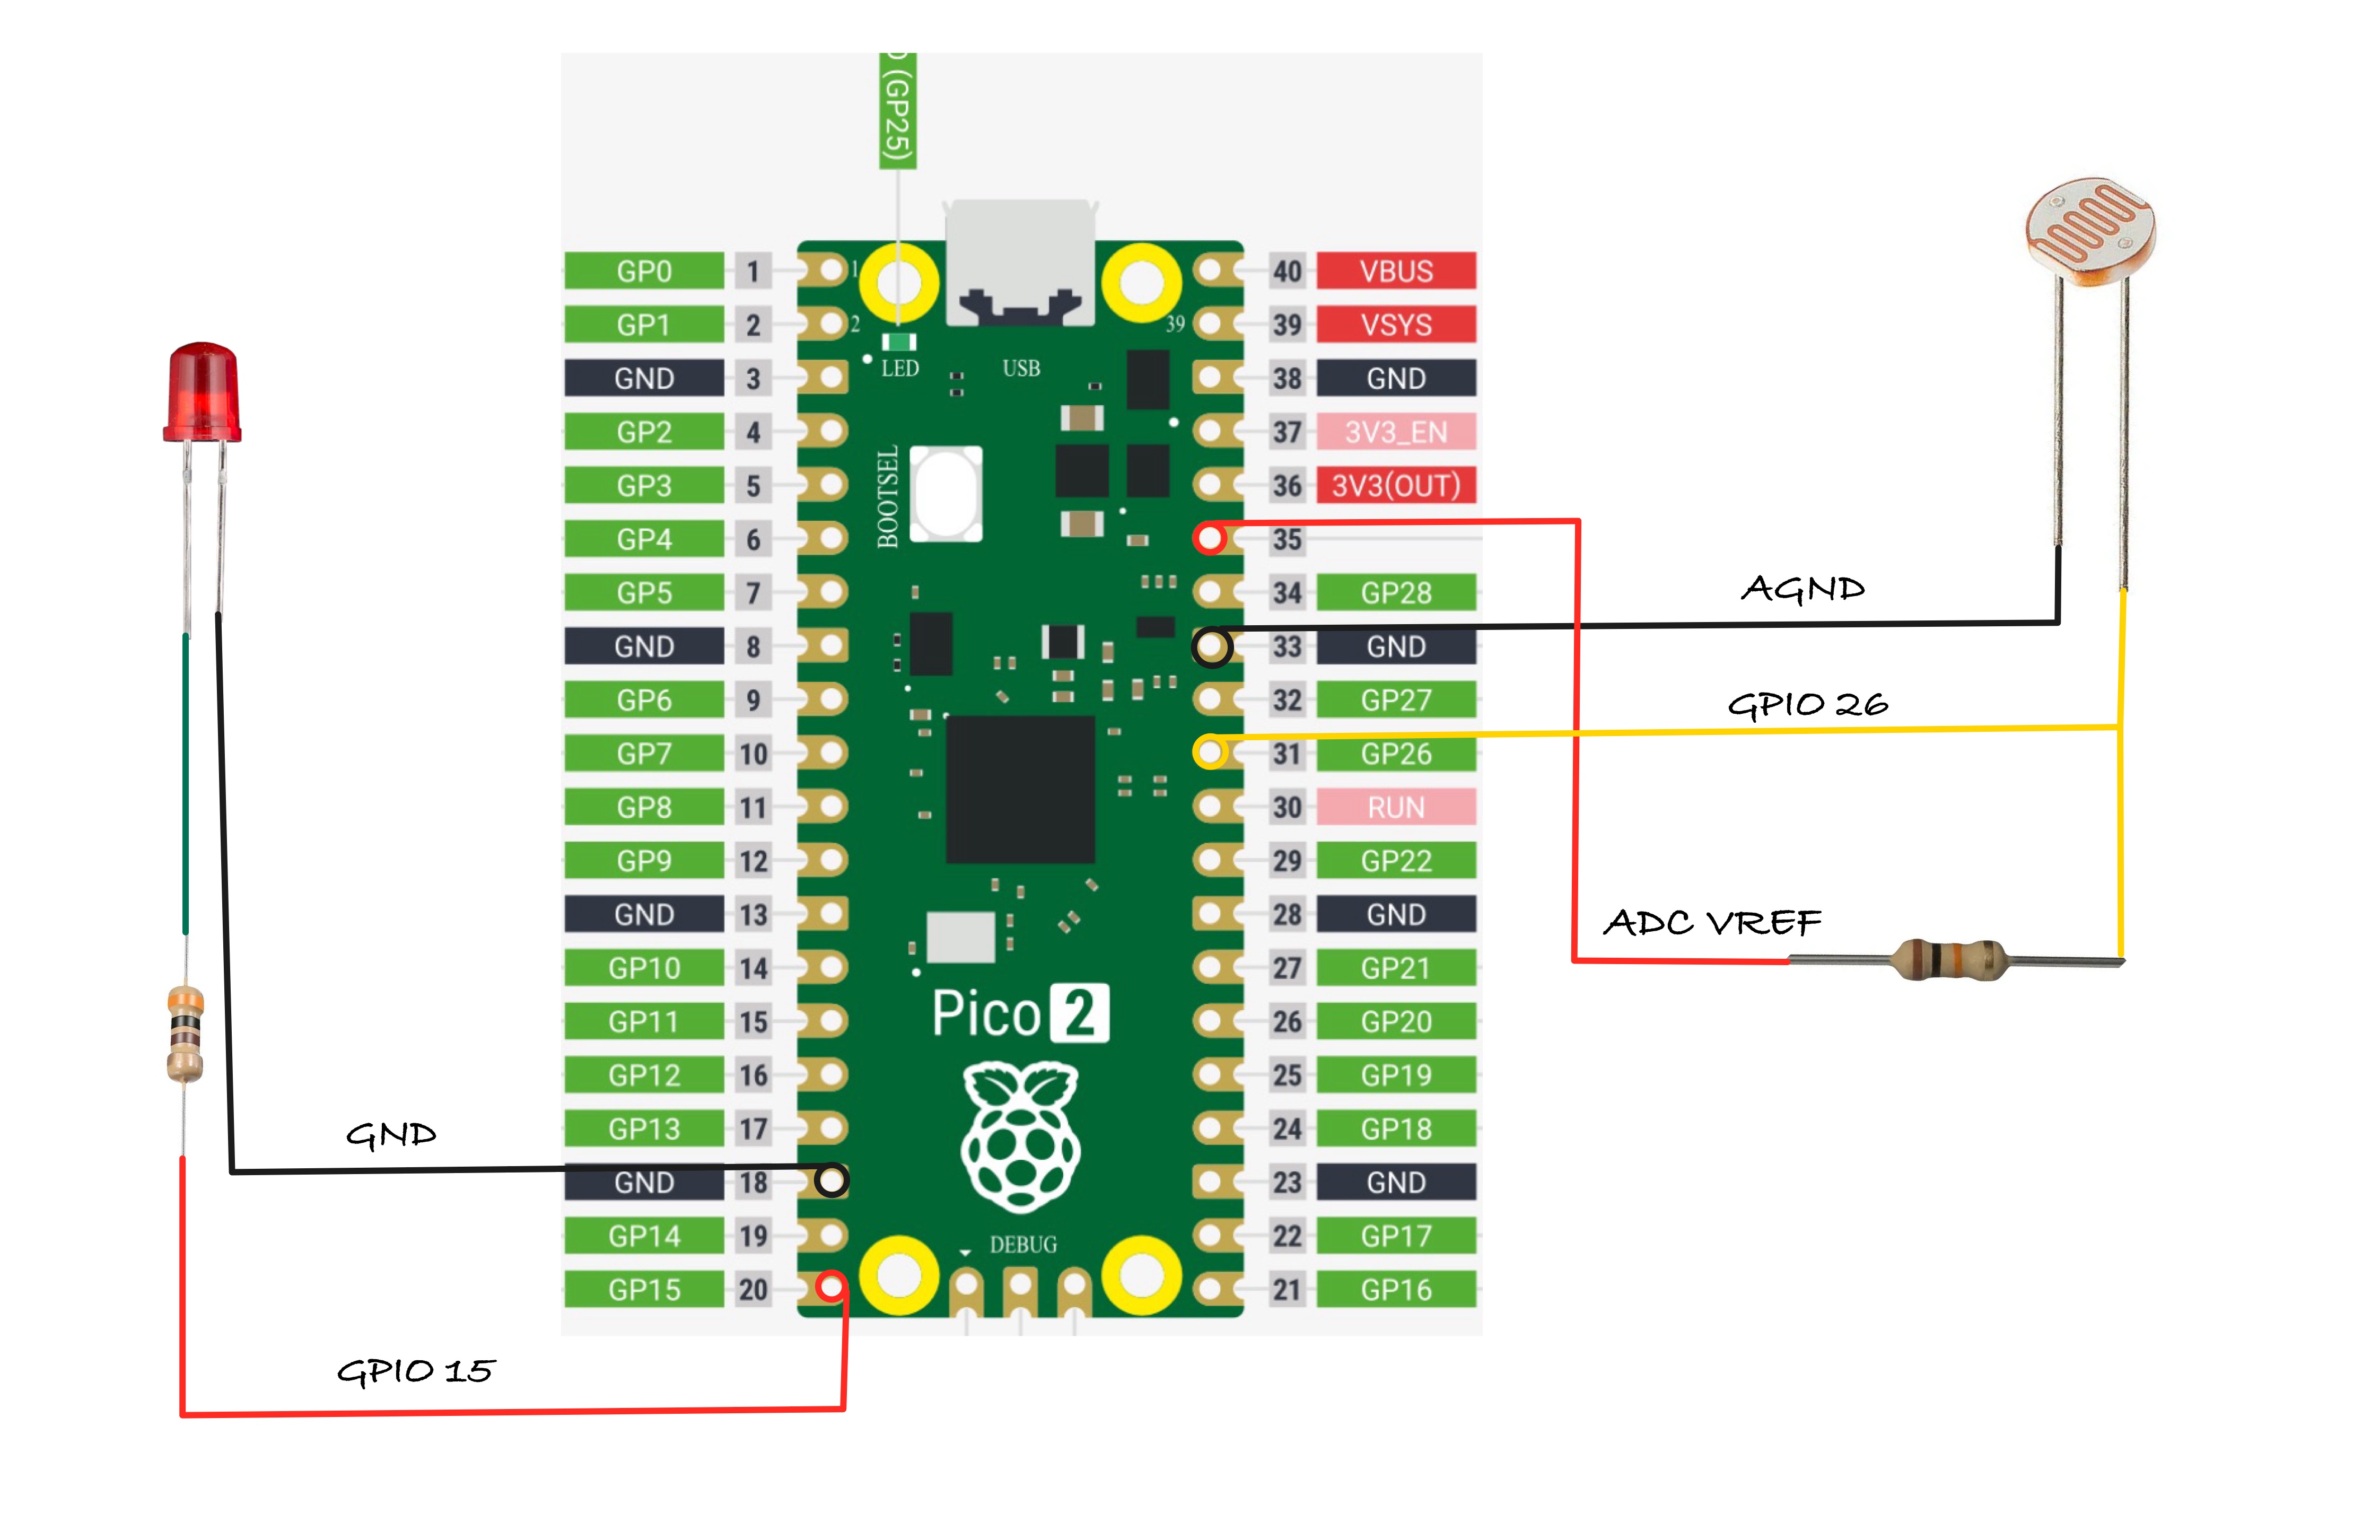 D (GP25)
GP0 1 1 40 VBUS
GP1 2 2 39 39 VSYS
GND 3 LED USB 38 GND
GP2 4 37 3V3_EN
GP3 5 BOOTSEL 36 3V3(OUT)
GP4 6 35
GP5 7 34 GP28
AGND
GND 8 33 GND
GP6 9 32 GP27
GPIO 26
GP7 10 31 GP26
GP8 11 30 RUN
GP9 12 29 GP22
GND 13 28 GND
ADC VREF
GP10 14 27 GP21
GP11 15 Pico 2 26 GP20
GP12 16 25 GP19
GP13 17 24 GP18
GND
GND 18 23 GND
GP14 19 DEBUG 22 GP17
GP15 20 21 GP16
GPIO 15